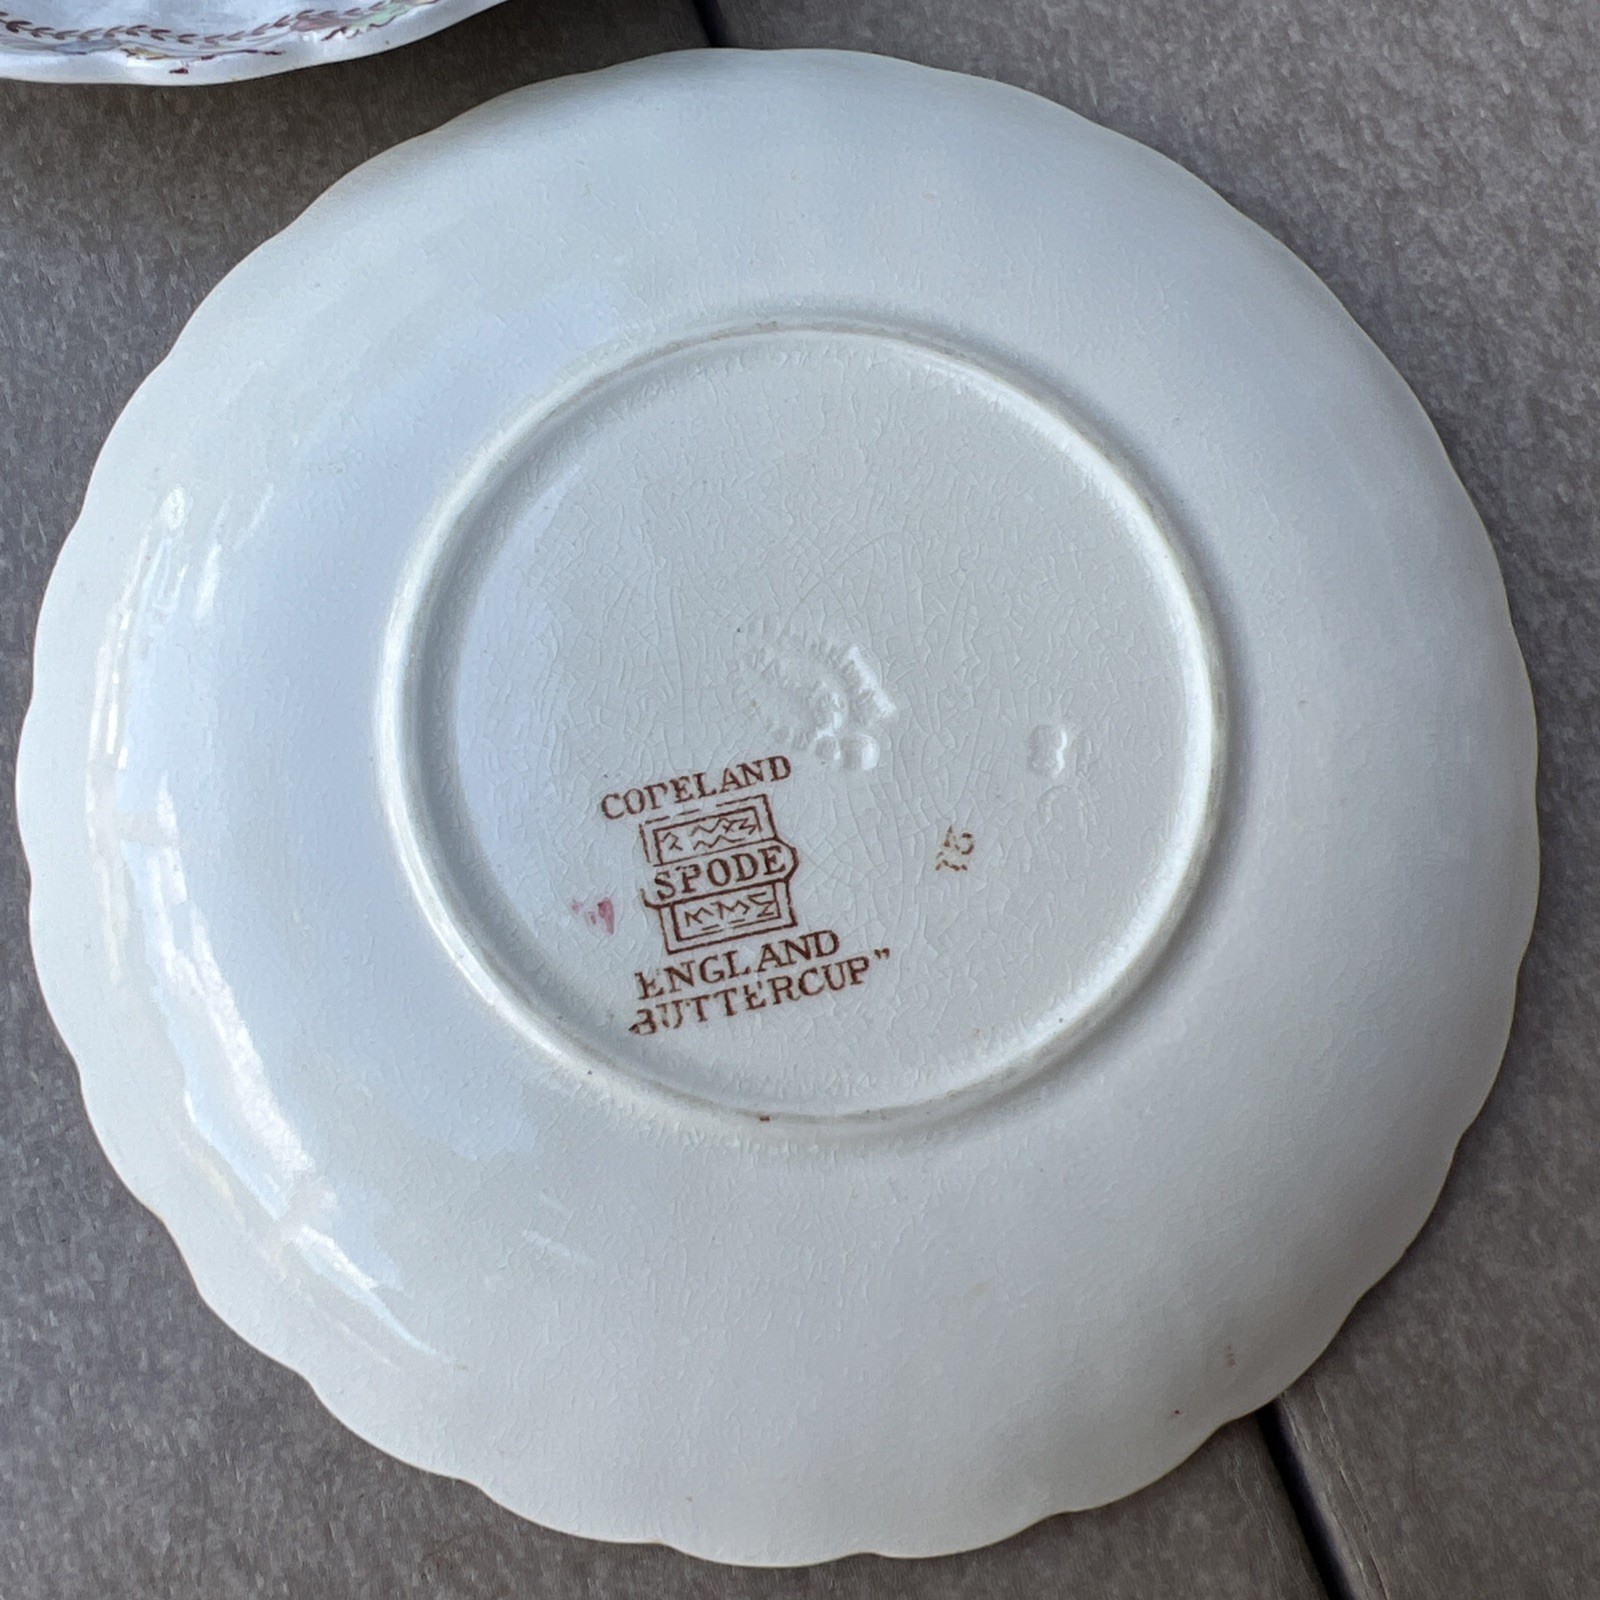 COPELAND
SPODE
ENGLAND
BUTTERCUP"